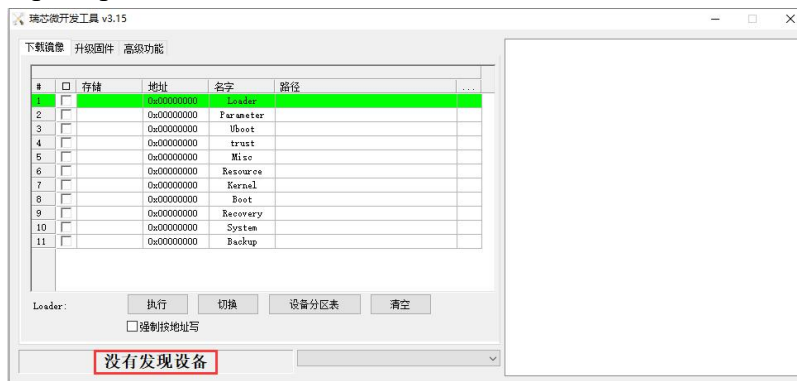 瑞芯微开发工具 v3.15
下载镜像 升级固件 高级功能
# 存储 地址 名字 路径 ...
1 0x00000000 Loader
2 0x00000000 Parameter
3 0x00000000 Uboot
4 0x00000000 trust
5 0x00000000 Misc
6 0x00000000 Resource
7 0x00000000 Kernel
8 0x00000000 Boot
9 0x00000000 Recovery
10 0x00000000 System
11 0x00000000 Backup
Loader: 执行 切换 设备分区表 清空
强制按地址写
没有发现设备